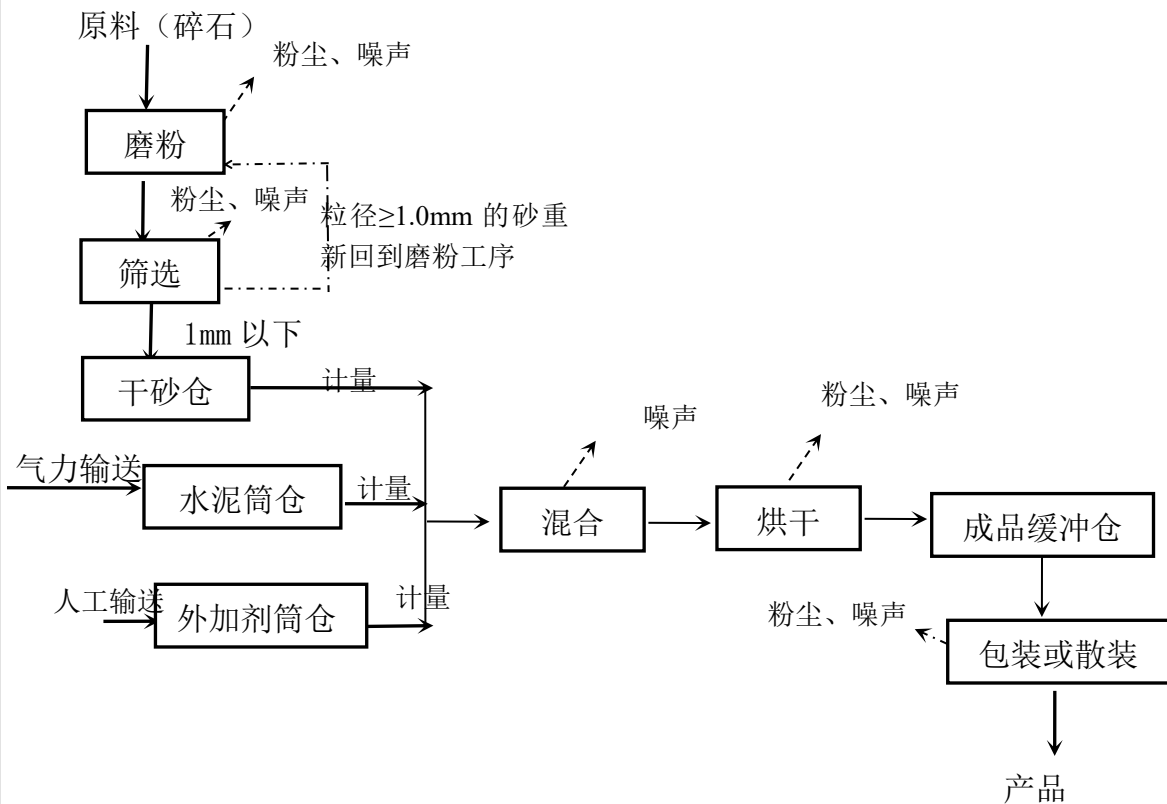 原料（碎石）
粉尘、噪声
磨粉
粉尘、噪声
粒径≥1.0mm 的砂重
新回到磨粉工序
筛选
1mm 以下
干砂仓
计量
粉尘、噪声
噪声
气力输送
水泥筒仓
计量
混合
烘干
成品缓冲仓
人工输送
外加剂筒仓
计量
粉尘、噪声
包装或散装
产品